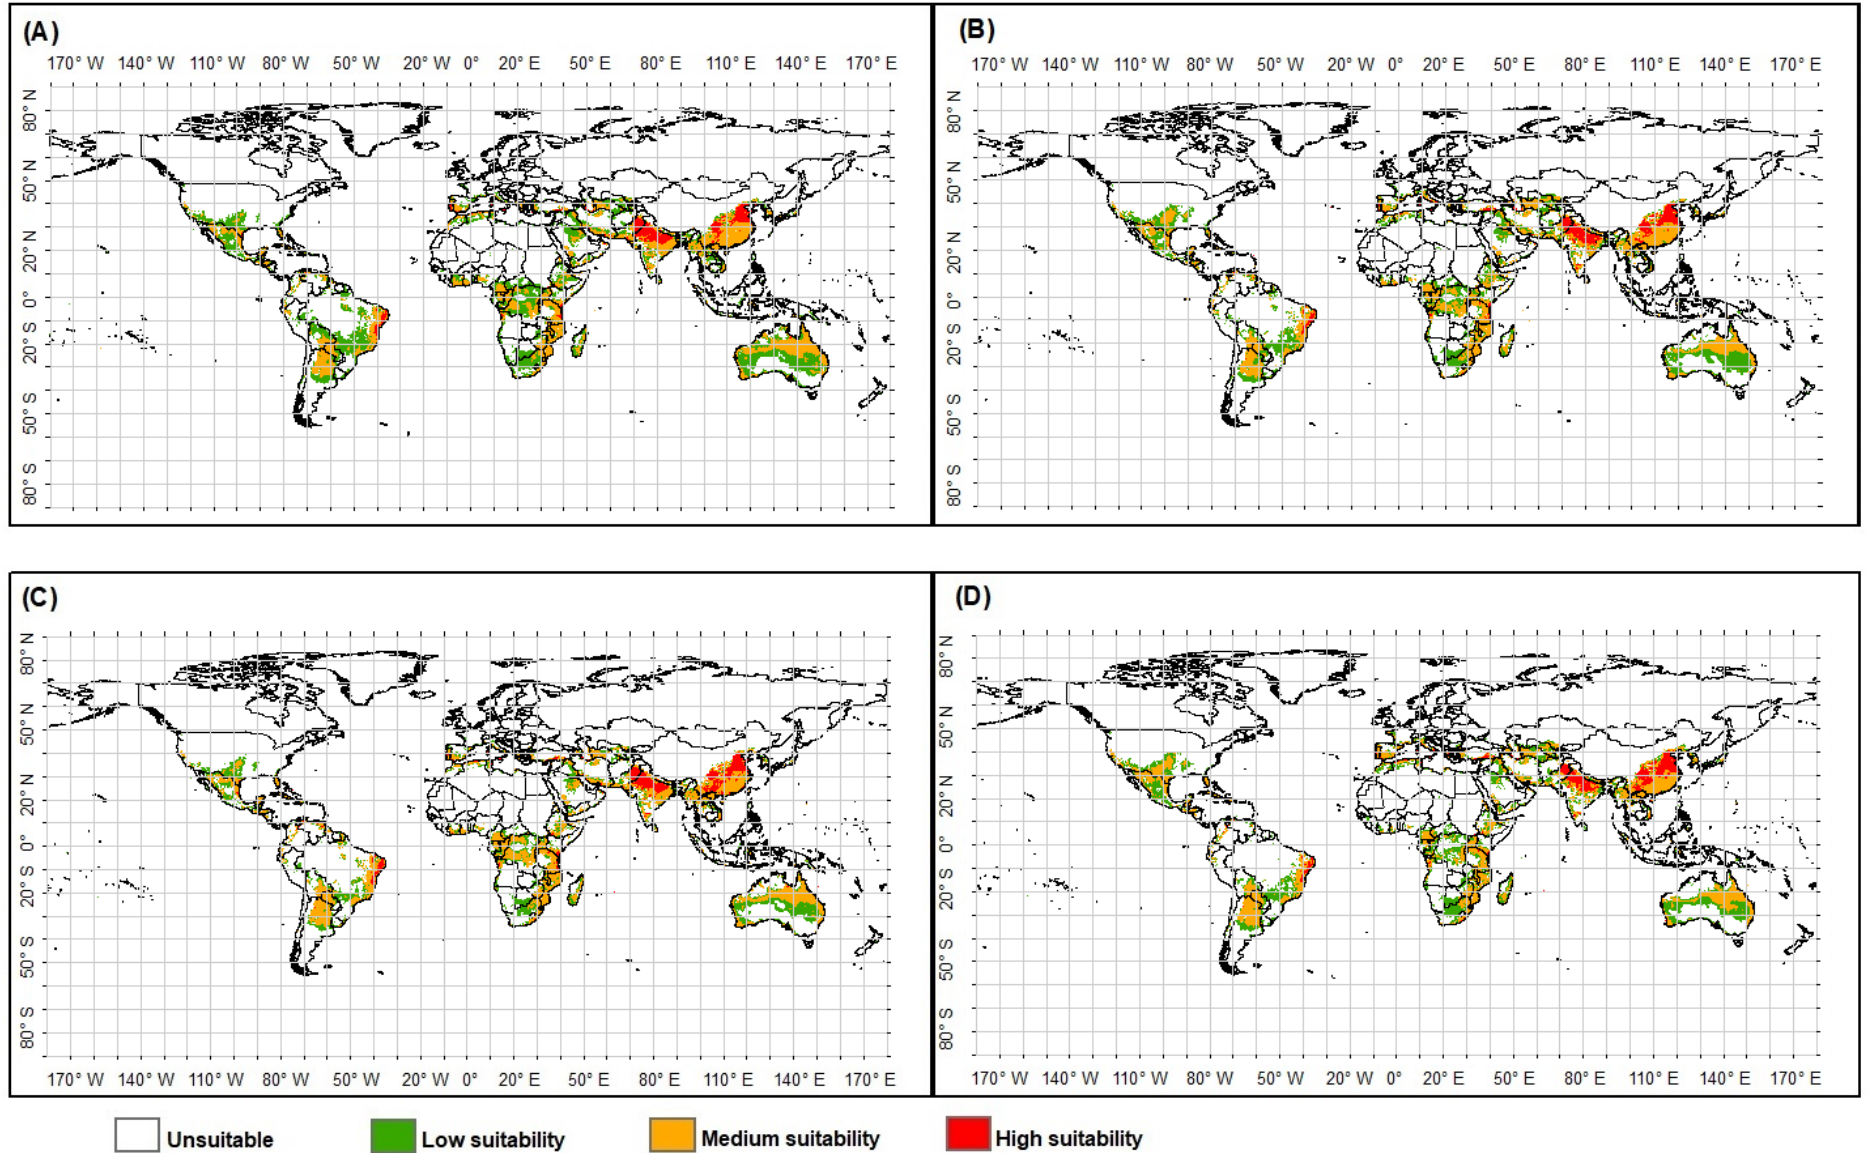 (A)
170° W 140° W 110° W 80° W 50° W 20° W 0° 20° E 50° E 80° E 110° E 140° E 170° E
80° N
50° N
20° N
0°
20° S
50° S
80° S
(B)
170° W 140° W 110° W 80° W 50° W 20° W 0° 20° E 50° E 80° E 110° E 140° E 170° E
80° N
50° N
20° N
0°
20° S
50° S
80° S
(C)
80° N
50° N
20° N
0°
20° S
50° S
80° S
170° W 140° W 110° W 80° W 50° W 20° W 0° 20° E 50° E 80° E 110° E 140° E 170° E
(D)
80° N
50° N
20° N
0°
20° S
50° S
80° S
170° W 140° W 110° W 80° W 50° W 20° W 0° 20° E 50° E 80° E 110° E 140° E 170° E
Unsuitable Low suitability Medium suitability High suitability